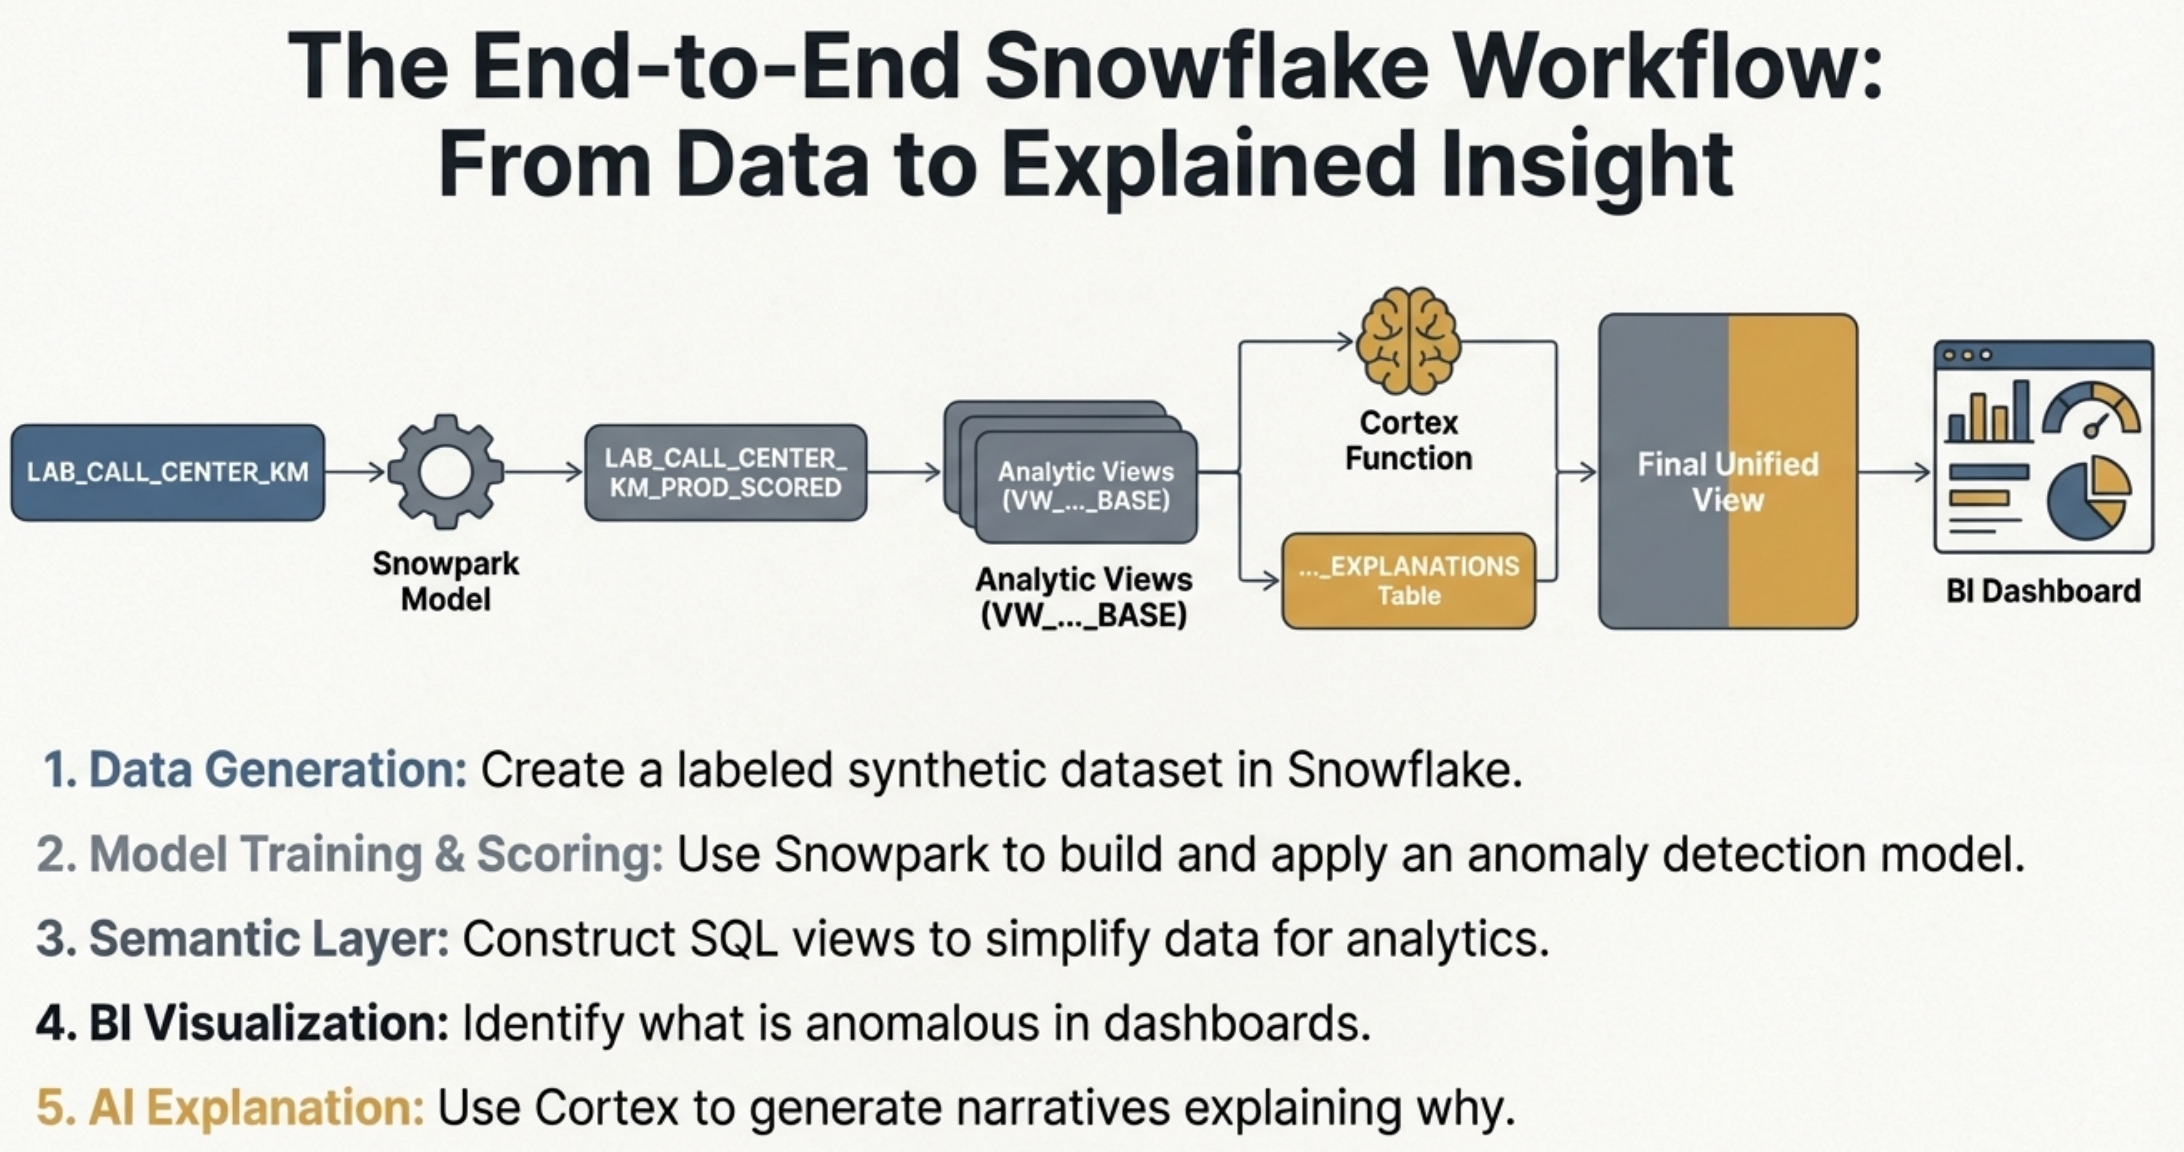 The End-to-End Snowflake Workflow:
From Data to Explained Insight
LAB_CALL_CENTER_KM
Snowpark
Model
LAB_CALL_CENTER_
KM_PROD_SCORED
Analytic Views
(VW_..._BASE)
Analytic Views
(VW_..._BASE)
Cortex
Function
..._EXPLANATIONS
Table
Final Unified
View
BI Dashboard
1. Data Generation: Create a labeled synthetic dataset in Snowflake.
2. Model Training & Scoring: Use Snowpark to build and apply an anomaly detection model.
3. Semantic Layer: Construct SQL views to simplify data for analytics.
4. BI Visualization: Identify what is anomalous in dashboards.
5. AI Explanation: Use Cortex to generate narratives explaining why.